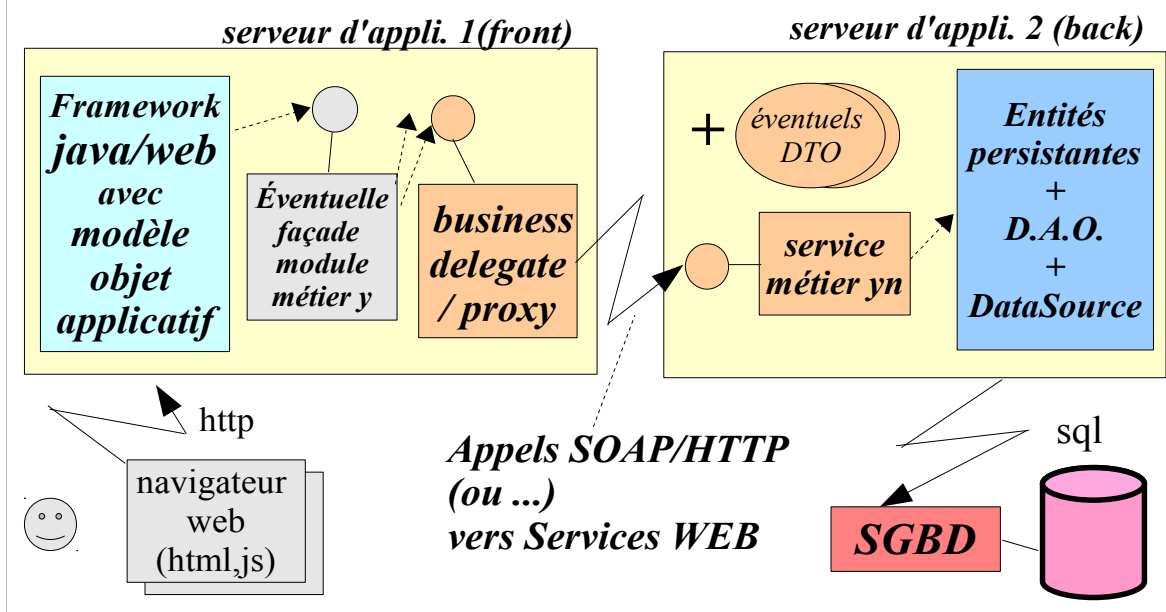 serveur d'appli. 1(front)
Framework
java/web
avec
modèle
objet
applicatif
Éventuelle
façade
module
métier y
business
delegate
/ proxy
serveur d'appli. 2 (back)
+
éventuels
DTO
service
métier yn
Entités
persistantes
+
D.A.O.
+
DataSource
http
navigateur
web
(html,js)
Appels SOAP/HTTP
(ou ...)
vers Services WEB
sql
SGBD